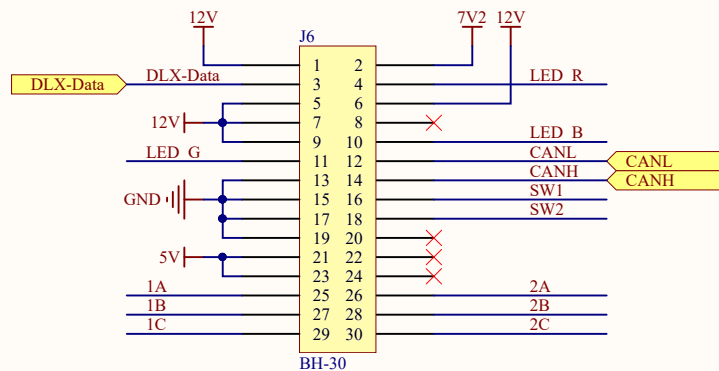 12V 7V2 12V
J6
1 2
DLX-Data DLX-Data 3 4 LED_R
5 6
12V 7 8
9 10 LED_B
LED_G 11 12 CANL CANL
13 14 CANH CANH
GND 15 16 SW1
17 18 SW2
19 20
5V 21 22
23 24
1A 25 26 2A
1B 27 28 2B
1C 29 30 2C
BH-30